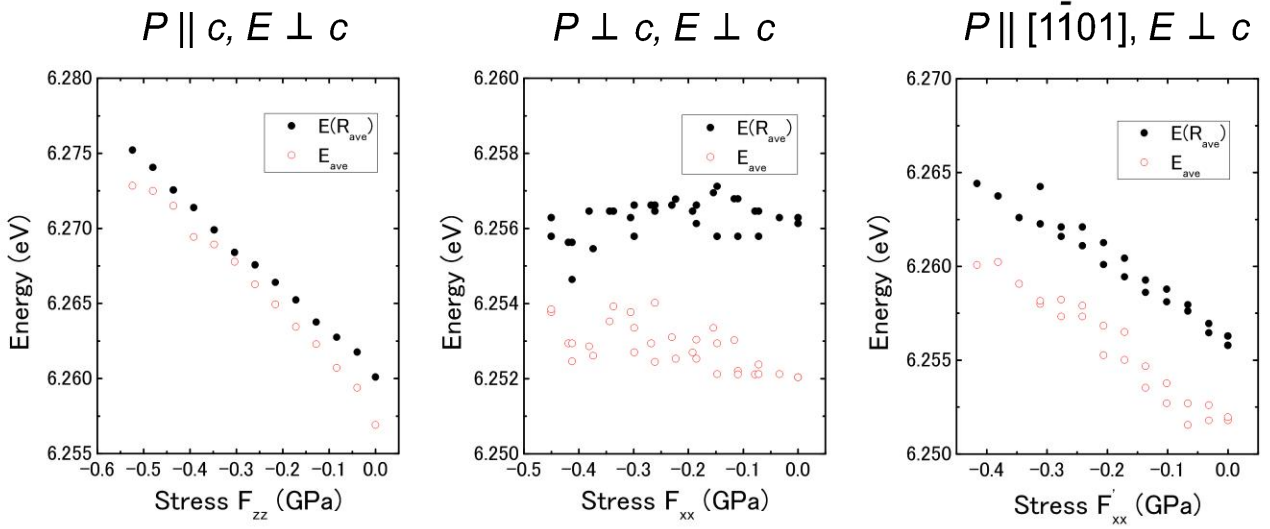 P || c, E ⊥ c
6.280
6.275
6.270
6.265
6.260
6.255
Energy (eV)
E(R_ave)
E_ave
−0.6 −0.5 −0.4 −0.3 −0.2 −0.1 0.0
Stress F_zz (GPa)
P ⊥ c, E ⊥ c
6.260
6.258
6.256
6.254
6.252
6.250
Energy (eV)
E(R_ave)
E_ave
−0.5 −0.4 −0.3 −0.2 −0.1 0.0
Stress F_xx (GPa)
P || [11̄01], E ⊥ c
6.270
6.265
6.260
6.255
6.250
Energy (eV)
E(R_ave)
E_ave
−0.4 −0.3 −0.2 −0.1 0.0
Stress F'_xx (GPa)